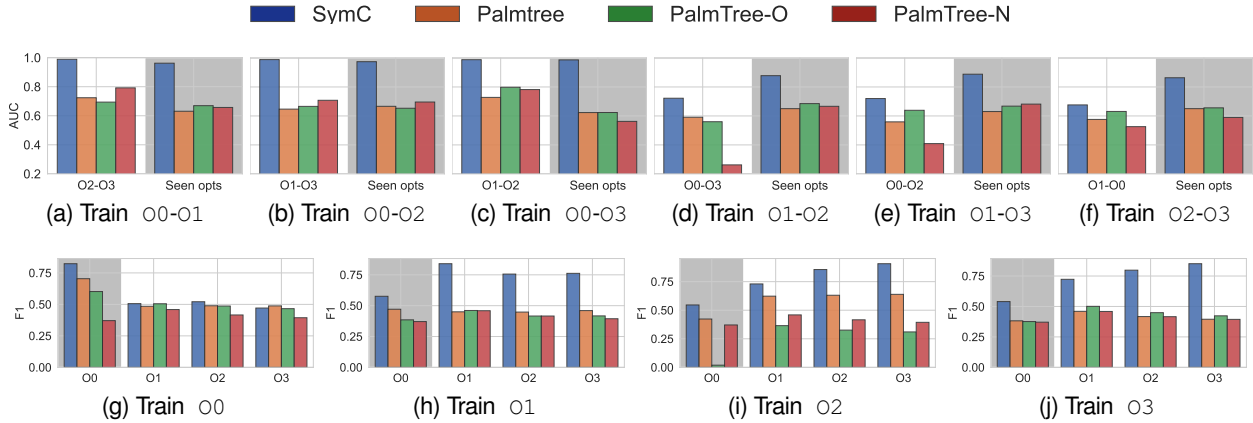 SymC Palmtree PalmTree-O PalmTree-N
AUC
1.0
0.8
0.6
0.4
0.2
O2-O3 Seen opts O1-O3 Seen opts O1-O2 Seen opts O0-O3 Seen opts O0-O2 Seen opts O1-O0 Seen opts
(a) Train O0-O1 (b) Train O0-O2 (c) Train O0-O3 (d) Train O1-O2 (e) Train O1-O3 (f) Train O2-O3
F1
0.75
0.50
0.25
0.00
O0 O1 O2 O3
(g) Train O0
F1
0.75
0.50
0.25
0.00
O0 O1 O2 O3
(h) Train O1
F1
0.75
0.50
0.25
0.00
O0 O1 O2 O3
(i) Train O2
F1
0.75
0.50
0.25
0.00
O0 O1 O2 O3
(j) Train O3